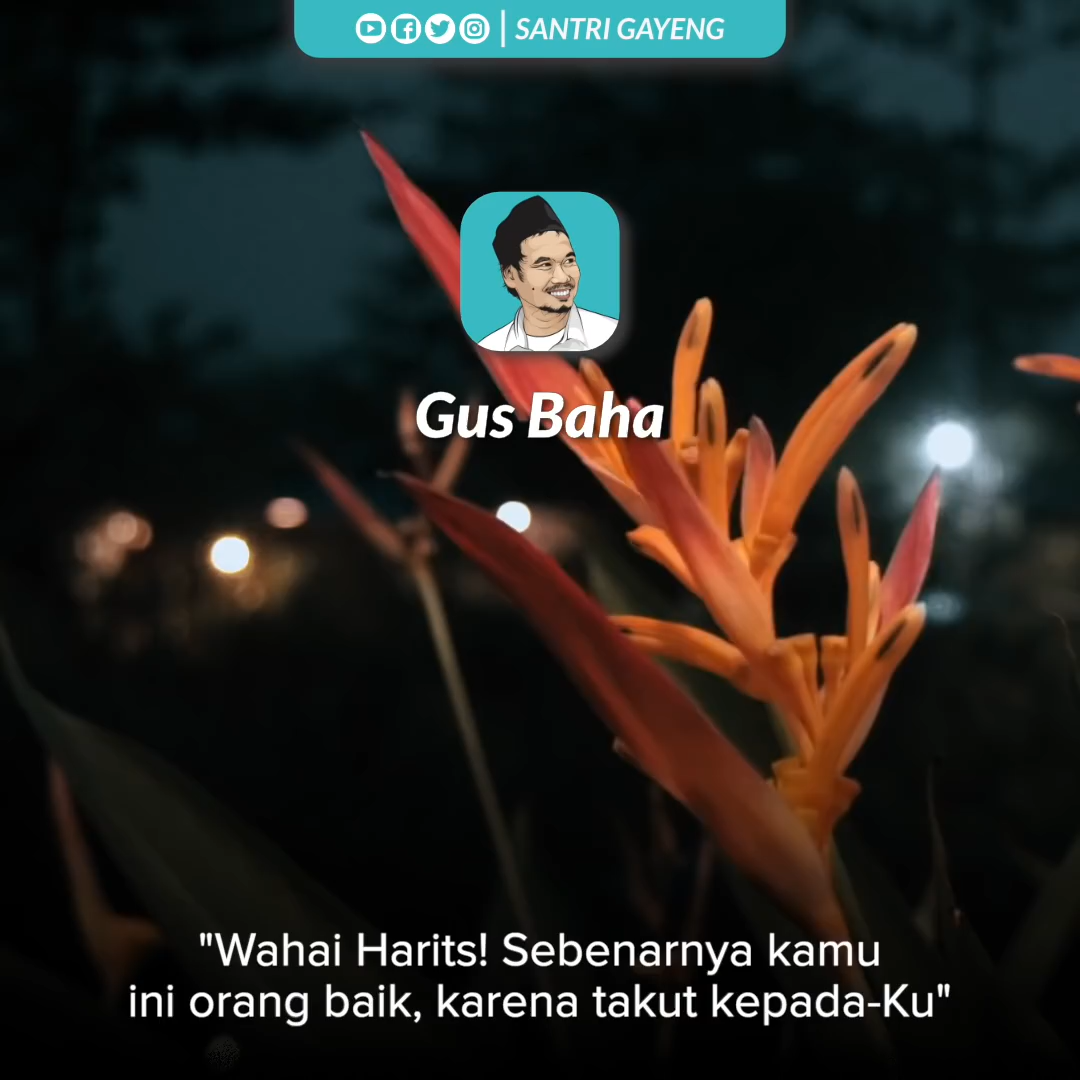 SANTRI GAYENG
Gus Baha
"Wahai Harits! Sebenarnya kamu
ini orang baik, karena takut kepada-Ku"